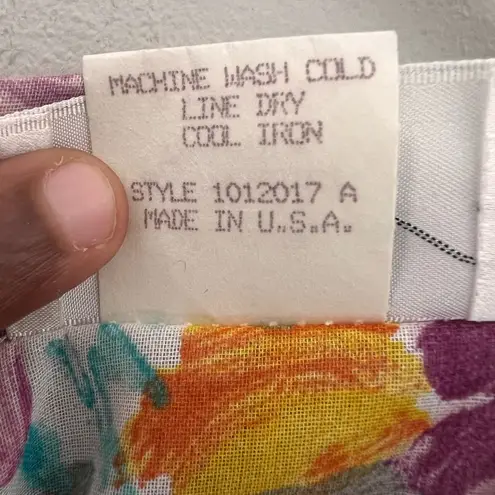 MACHINE WASH COLD
LINE DRY
COOL IRON
STYLE 1012017 A
MADE IN U.S.A.